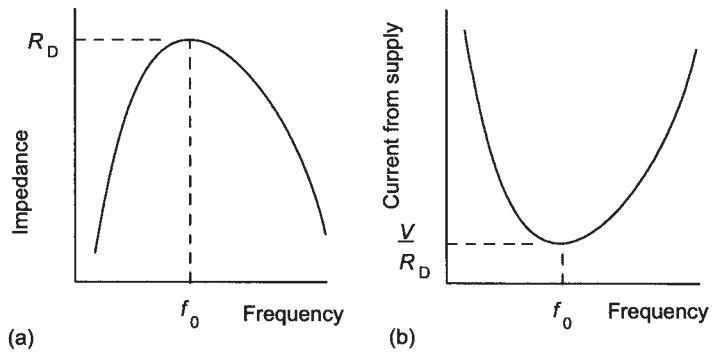 R_D
Impedance
f_0
Frequency
(a)
Current from supply
V
R_D
f_0
Frequency
(b)